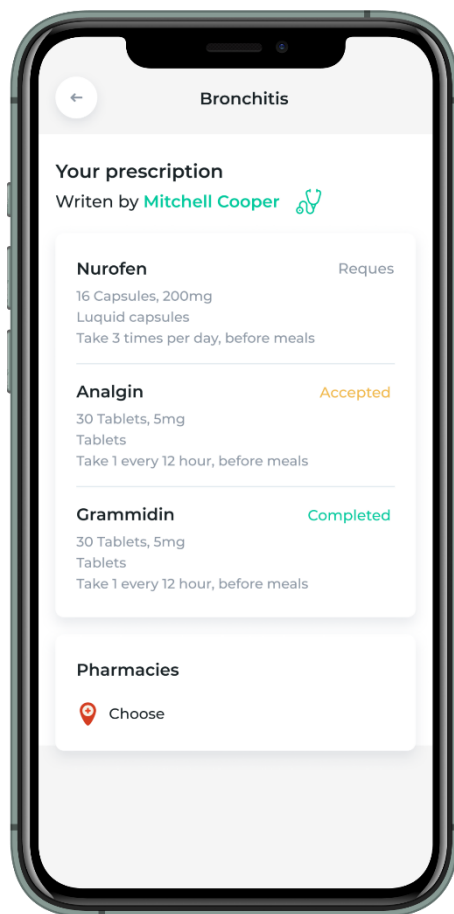 Bronchitis
Your prescription
Writen by Mitchell Cooper
Nurofen Reques
16 Capsules, 200mg
Luquid capsules
Take 3 times per day, before meals
Analgin Accepted
30 Tablets, 5mg
Tablets
Take 1 every 12 hour, before meals
Grammidin Completed
30 Tablets, 5mg
Tablets
Take 1 every 12 hour, before meals
Pharmacies
Choose